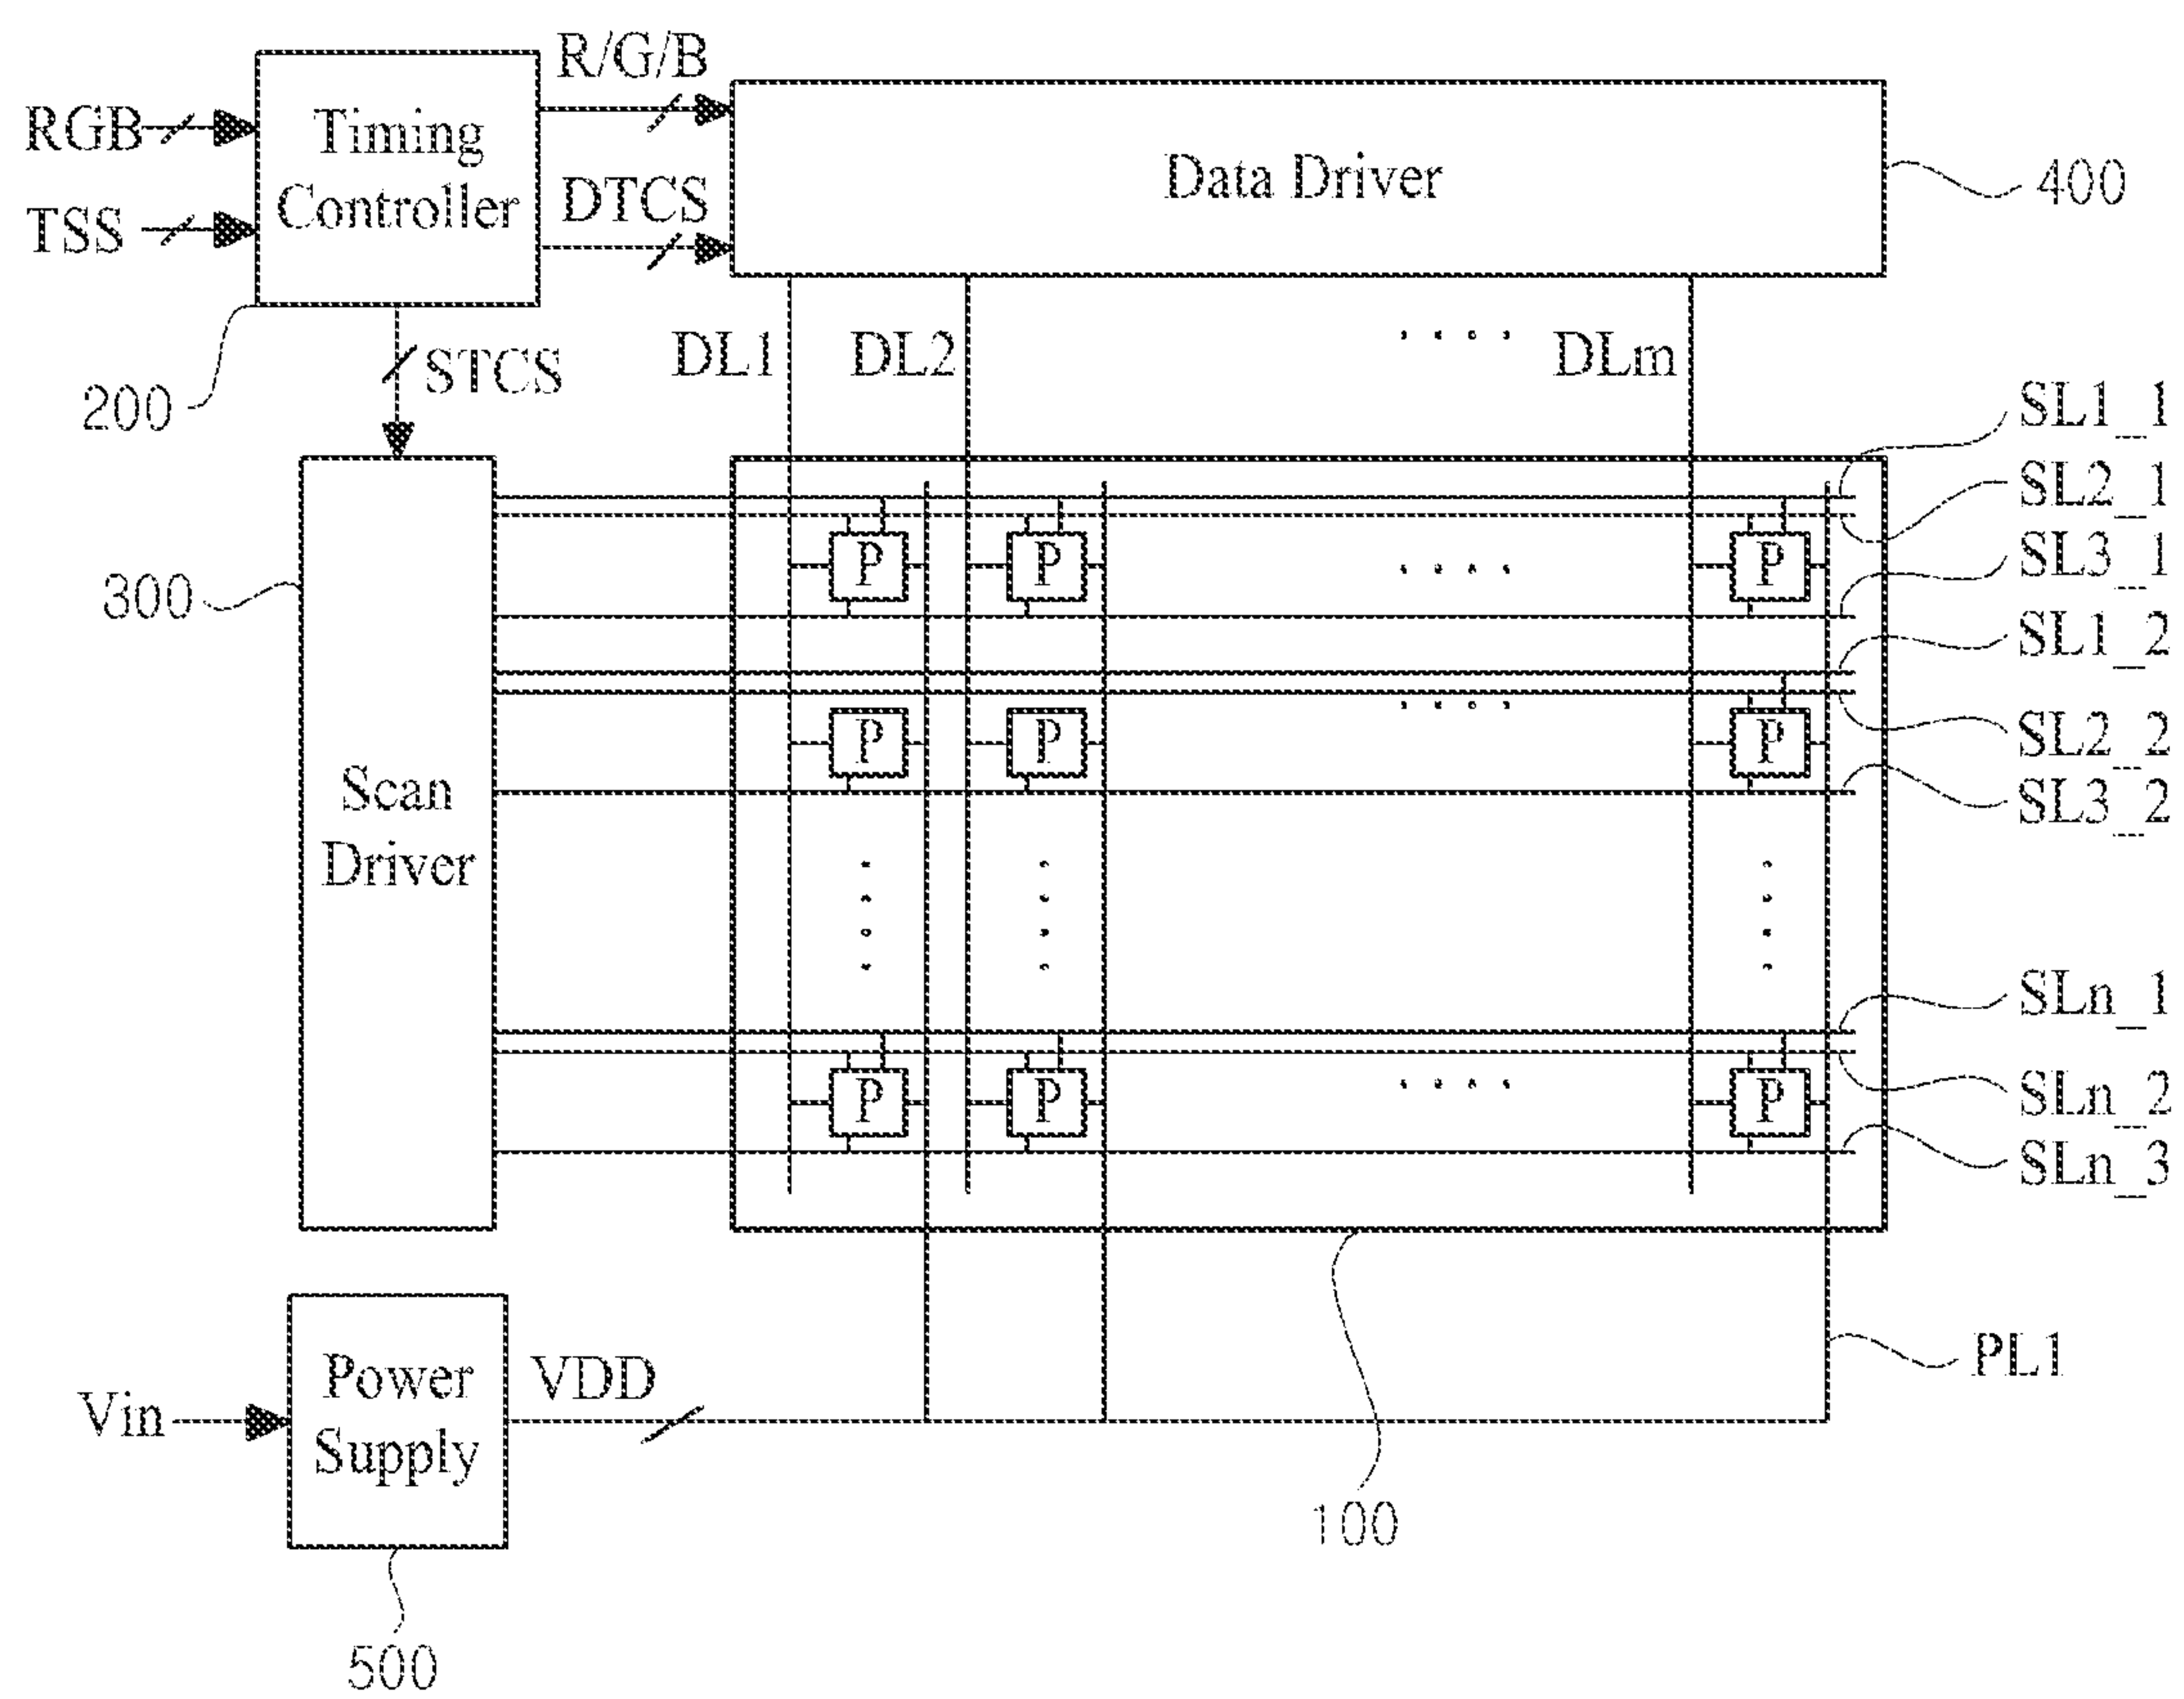 R/G/B
RGB
Timing
Controller
Data Driver
TSS
DTCS
400
STCS
200
DL1
DL2
DLm
SL1_1
SL2_1
SL3_1
SL1_2
SL2_2
SL3_2
300
P
P
P
P
P
P
Scan
Driver
SLn_1
SLn_2
SLn_3
P
P
P
Vin
Power
Supply
VDD
PL1
100
500